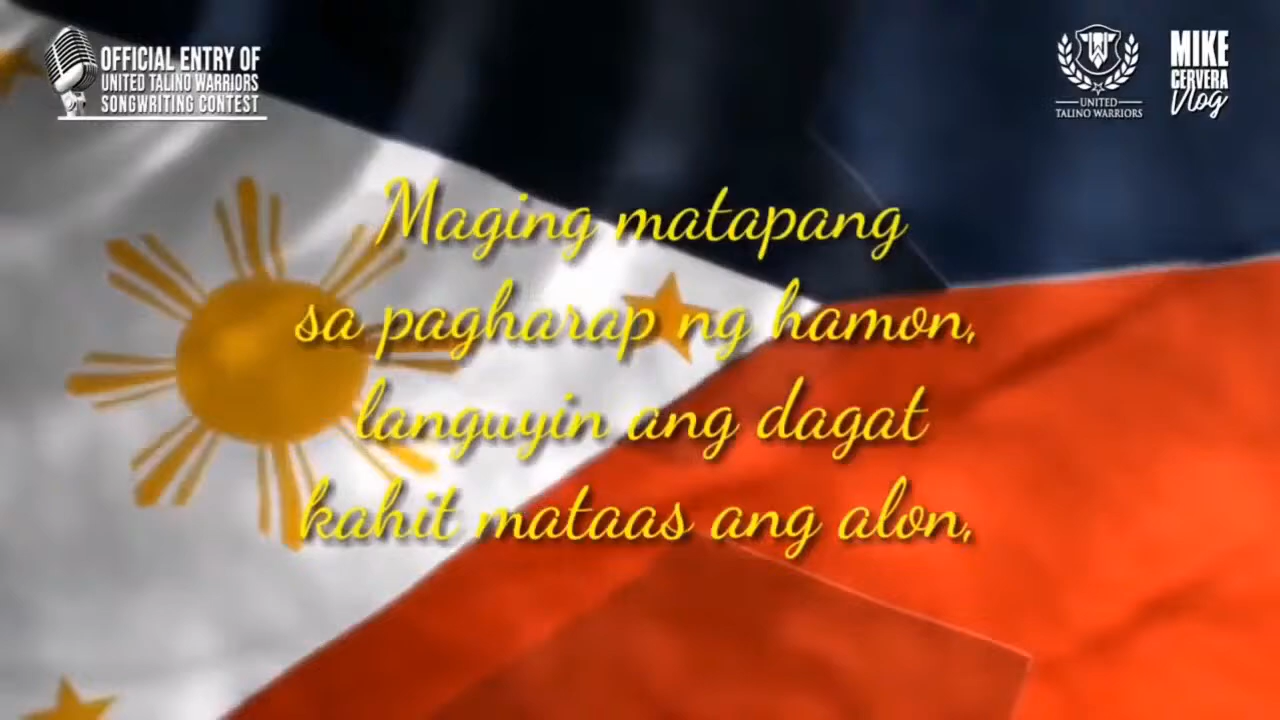 OFFICIAL ENTRY OF
UNITED TALINO WARRIORS
SONGWRITING CONTEST
UNITED
TALINO WARRIORS
MIKE
CERVERA
Vlog
Maging matapang
sa pagharap ng hamon,
languyin ang dagat
kahit mataas ang alon,